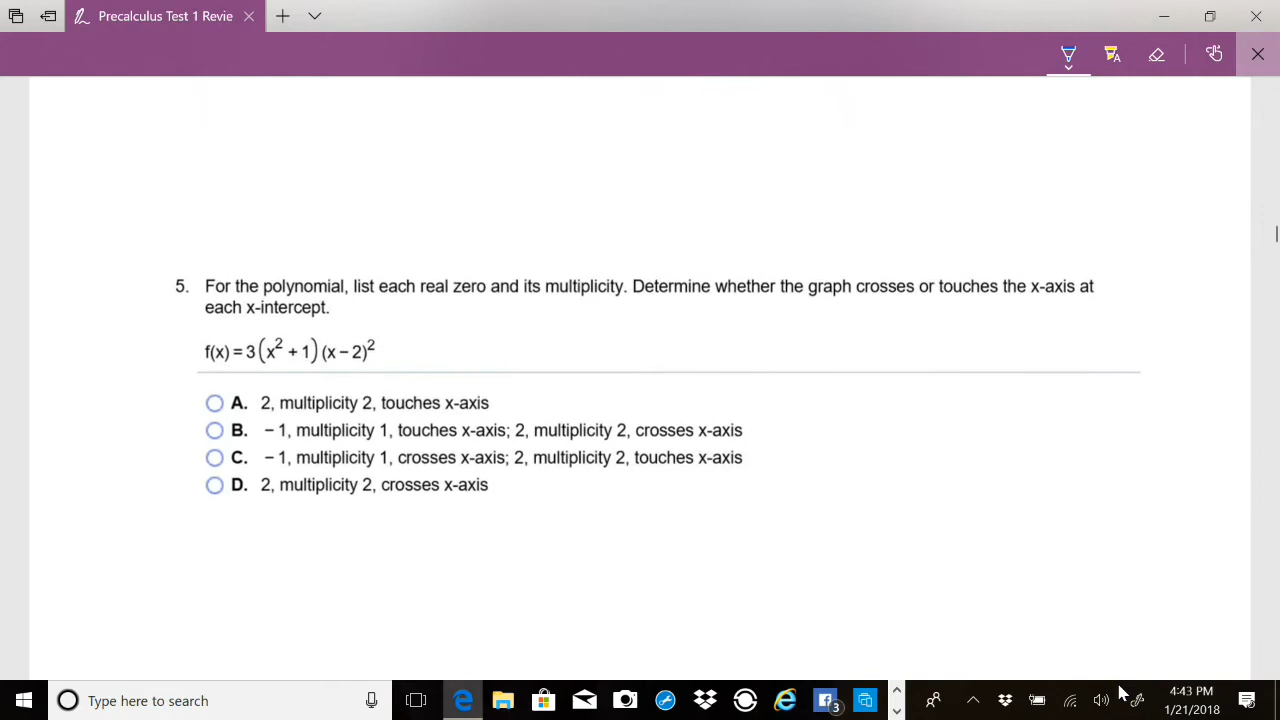 Precalculus Test 1 Revie
5. For the polynomial, list each real zero and its multiplicity. Determine whether the graph crosses or touches the x-axis at
each x-intercept.
f(x) = 3(x² + 1)(x − 2)²
A. 2, multiplicity 2, touches x-axis
B. − 1, multiplicity 1, touches x-axis; 2, multiplicity 2, crosses x-axis
C. − 1, multiplicity 1, crosses x-axis; 2, multiplicity 2, touches x-axis
D. 2, multiplicity 2, crosses x-axis
Type here to search
3
4:43 PM
1/21/2018